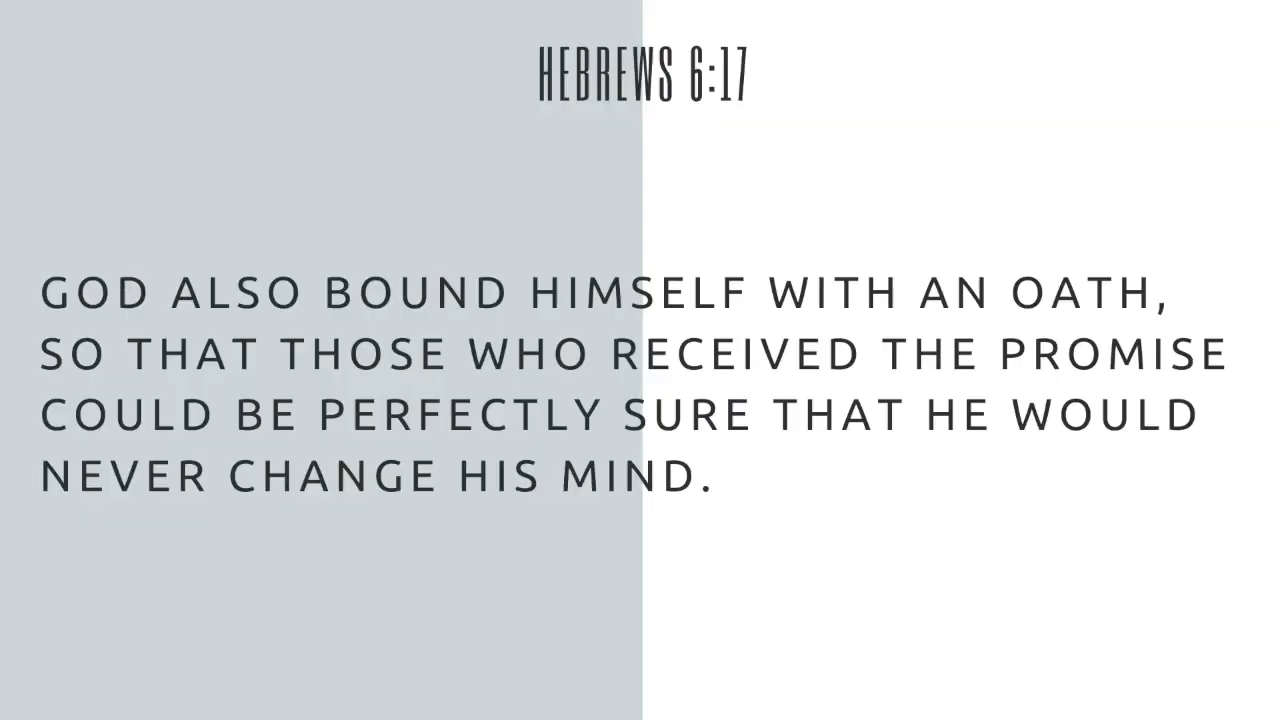 HEBREWS 6:17
GOD ALSO BOUND HIMSELF WITH AN OATH,
SO THAT THOSE WHO RECEIVED THE PROMISE
COULD BE PERFECTLY SURE THAT HE WOULD
NEVER CHANGE HIS MIND.